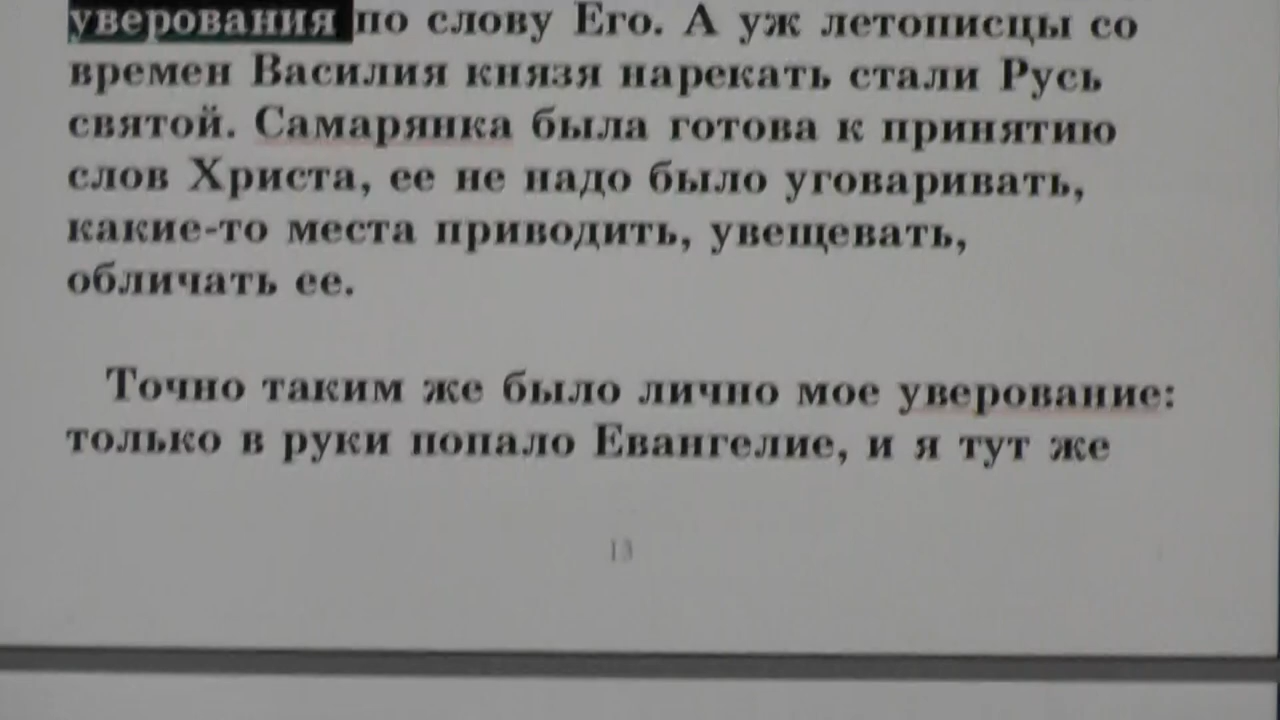 уверования по слову Его. А уж летописцы со
времен Василия князя нарекать стали Русь
святой. Самарянка была готова к принятию
слов Христа, ее не надо было уговаривать,
какие-то места приводить, увещевать,
обличать ее.
Точно таким же было лично мое уверование:
только в руки попало Евангелие, и я тут же
13